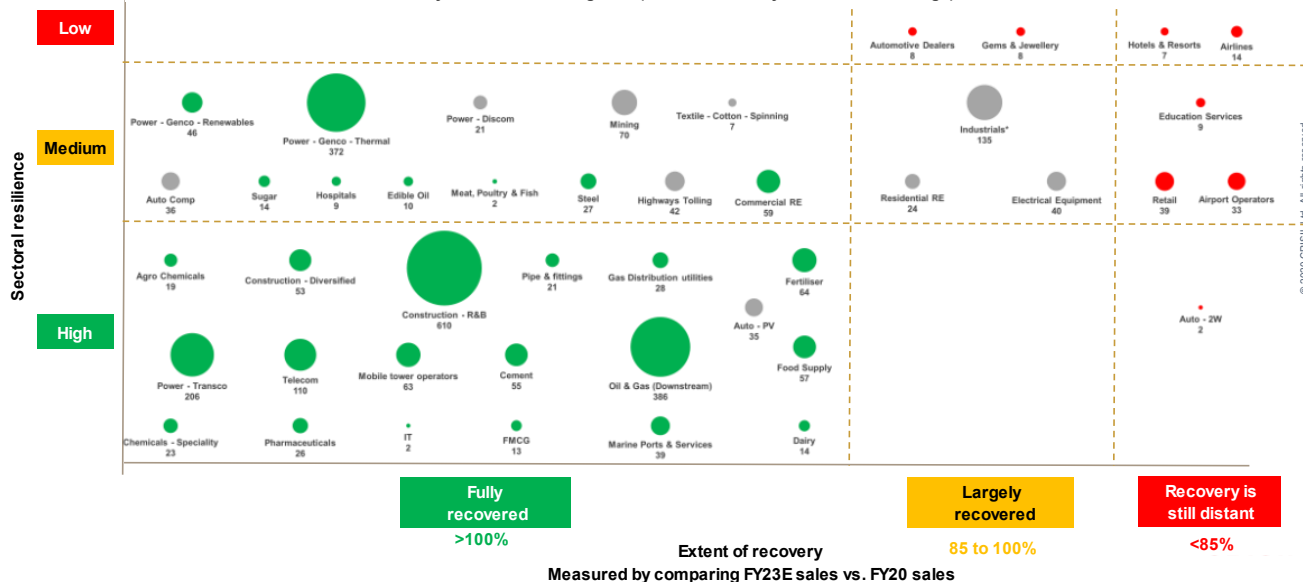 Low
Automotive Dealers
8
Gems & Jewellery
8
Hotels & Resorts
7
Airlines
14
Power - Genco - Renewables
46
Power - Genco - Thermal
372
Power - Discom
21
Mining
70
Textile - Cotton - Spinning
7
Industrials*
135
Education Services
9
Medium
Auto Comp
36
Sugar
14
Hospitals
9
Edible Oil
10
Meat, Poultry & Fish
2
Steel
27
Highways Tolling
42
Commercial RE
59
Residential RE
24
Electrical Equipment
40
Retail
39
Airport Operators
33
Sectoral resilience
Agro Chemicals
19
Construction - Diversified
53
Construction - R&B
610
Pipe & fittings
21
Gas Distribution utilities
28
Fertiliser
64
Auto - PV
35
Auto - 2W
2
High
Power - Transco
206
Telecom
110
Mobile tower operators
63
Cement
55
Oil & Gas (Downstream)
386
Food Supply
57
Chemicals - Speciality
23
Pharmaceuticals
26
IT
2
FMCG
13
Marine Ports & Services
39
Dairy
14
Fully
recovered
>100%
Largely
recovered
85 to 100%
Recovery is
still distant
<85%
Extent of recovery
Measured by comparing FY23E sales vs. FY20 sales